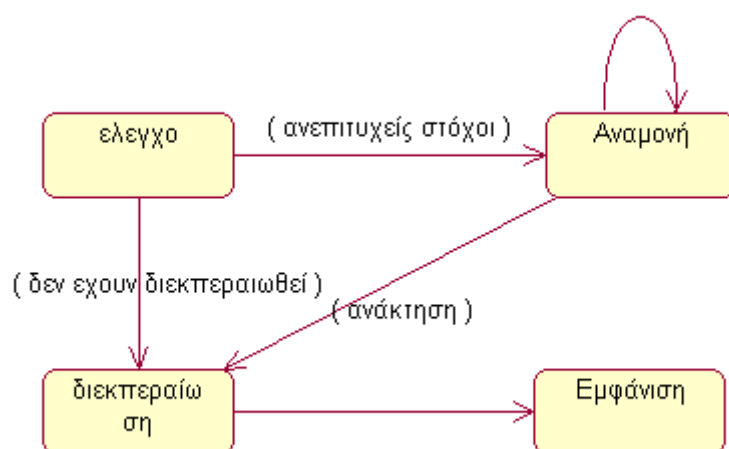 ελεγχο
( ανεπιτυχείς στόχοι )
Αναμονή
( δεν εχουν διεκπεραιωθεί )
( ανάκτηση )
διεκπεραίω
ση
Εμφάνιση